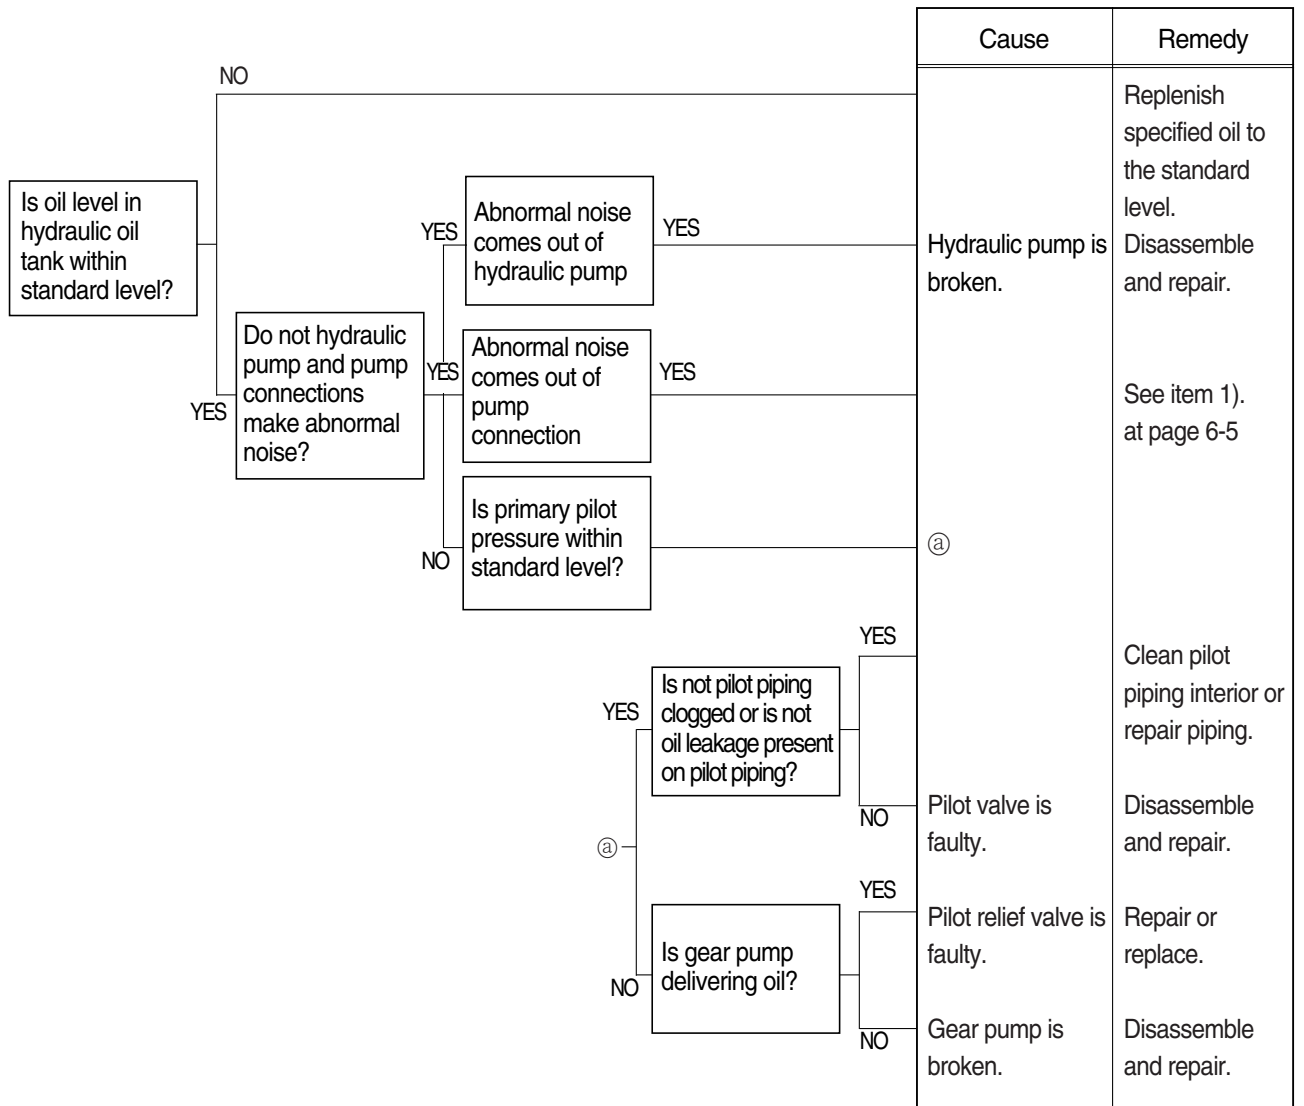 Cause
Remedy
NO
Replenish
specified oil to
the standard
level.
Is oil level in
hydraulic oil
tank within
standard level?
YES
Abnormal noise
comes out of
hydraulic pump
YES
Hydraulic pump is
broken.
Disassemble
and repair.
YES
Do not hydraulic
pump and pump
connections
make abnormal
noise?
YES
Abnormal noise
comes out of
pump
connection
YES
See item 1).
at page 6-5
NO
Is primary pilot
pressure within
standard level?
ⓐ
ⓐ
YES
Is not pilot piping
clogged or is not
oil leakage present
on pilot piping?
YES
Clean pilot
piping interior or
repair piping.
NO
Pilot valve is
faulty.
Disassemble
and repair.
NO
Is gear pump
delivering oil?
YES
Pilot relief valve is
faulty.
Repair or
replace.
NO
Gear pump is
broken.
Disassemble
and repair.